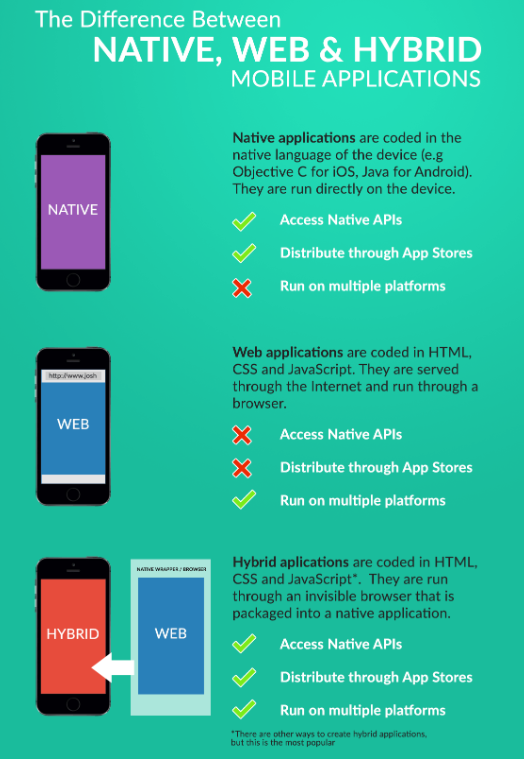 The Difference Between
NATIVE, WEB & HYBRID
MOBILE APPLICATIONS
NATIVE
Native applications are coded in the
native language of the device (e.g
Objective C for iOS, Java for Android).
They are run directly on the device.
Access Native APIs
Distribute through App Stores
Run on multiple platforms
http://www.josh
WEB
Web applications are coded in HTML,
CSS and JavaScript. They are served
through the Internet and run through a
browser.
Access Native APIs
Distribute through App Stores
Run on multiple platforms
HYBRID
NATIVE WRAPPER / BROWSER
WEB
Hybrid aplications are coded in HTML,
CSS and JavaScript*. They are run
through an invisible browser that is
packaged into a native application.
Access Native APIs
Distribute through App Stores
Run on multiple platforms
*There are other ways to create hybrid applications,
but this is the most popular